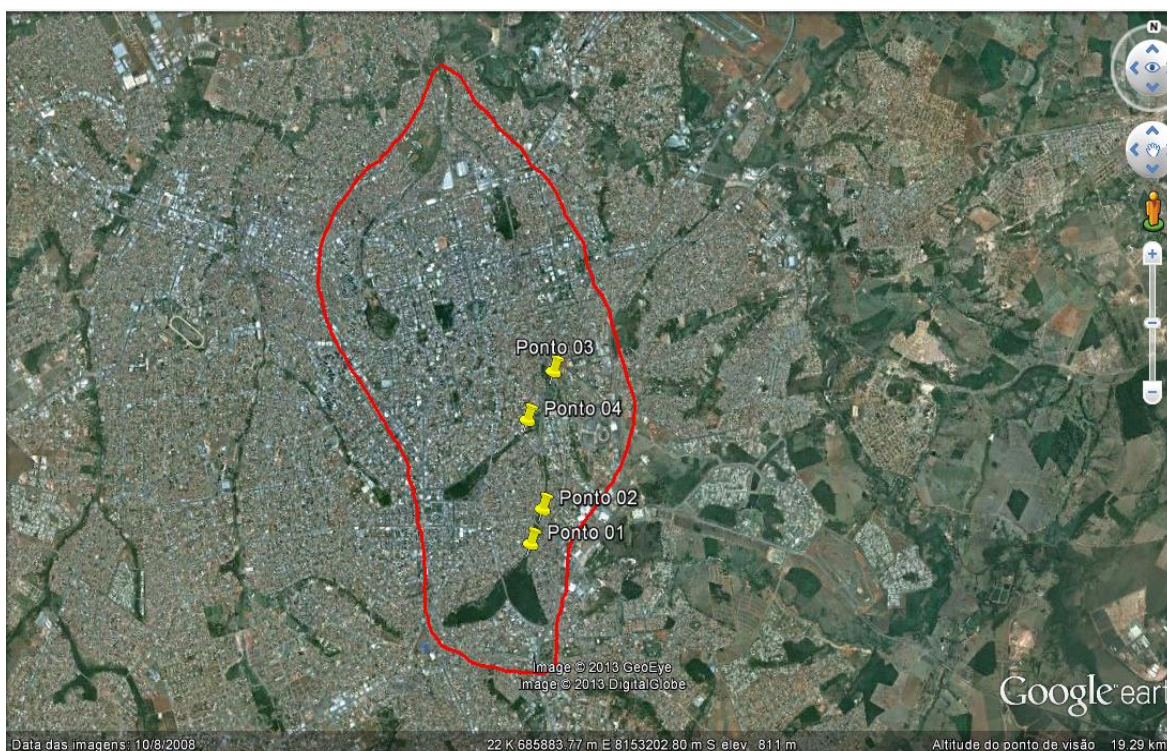 N
Ponto 03
Ponto 04
Ponto 02
Ponto 01
Image © 2013 GeoEye
Image © 2013 DigitalGlobe
Google eart
Data das imagens: 10/8/2008 22 K 685883.77 m E 8153202.80 m S elev 811 m Altitude do ponto de visão 19.29 km